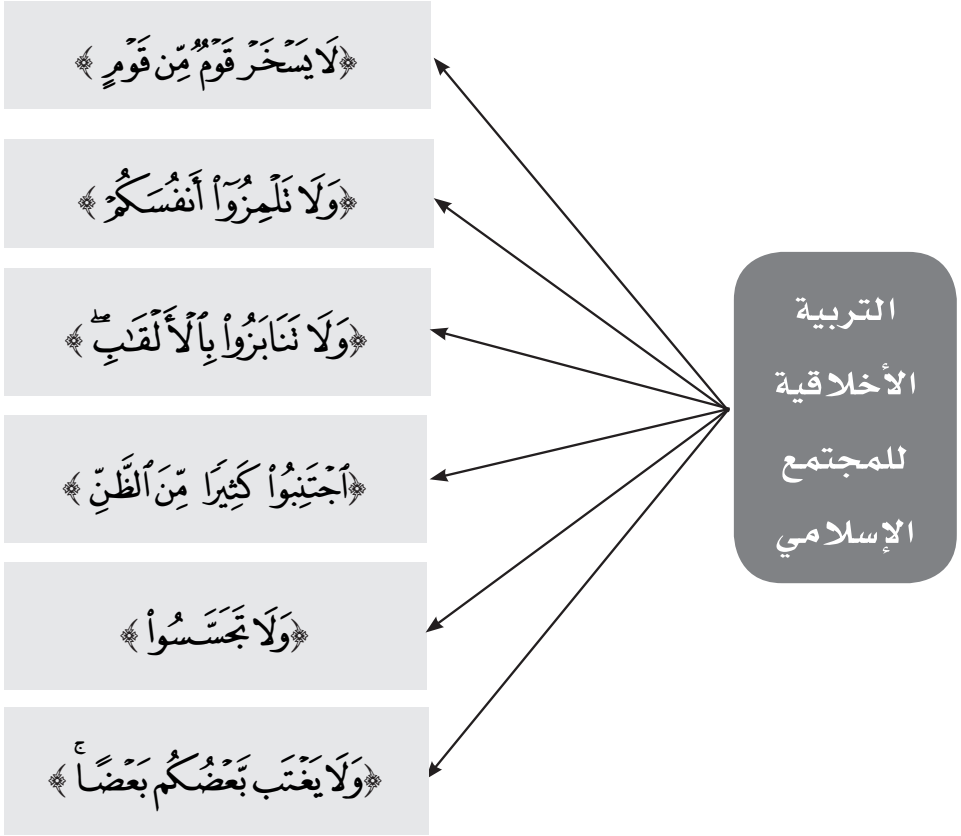 التربية
الأخلاقية
للمجتمع
الإسلامي
﴿لَا يَسۡخَرۡ قَوۡمٞ مِّن قَوۡمٍ﴾
﴿وَلَا تَلۡمِزُوٓاْ أَنفُسَكُمۡ﴾
﴿وَلَا تَنَابَزُواْ بِٱلۡأَلۡقَٰبِۖ﴾
﴿ٱجۡتَنِبُواْ كَثِيرٗا مِّنَ ٱلظَّنِّ﴾
﴿وَلَا تَجَسَّسُواْ﴾
﴿وَلَا يَغۡتَب بَّعۡضُكُم بَعۡضًاۚ﴾